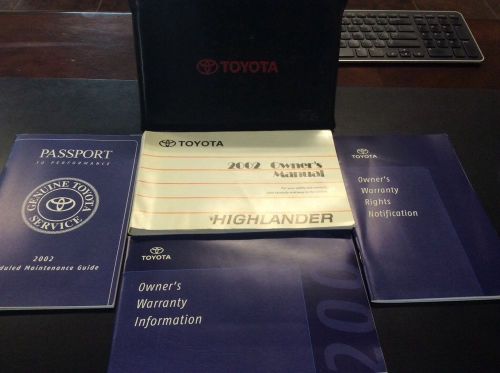 TOYOTA
PASSPORT
TO PERFORMANCE
GENUINE TOYOTA
SERVICE
2002
duled Maintenance Guide
TOYOTA
2002 Owner's
Manual
HIGHLANDER
TOYOTA
Owner's
Warranty
Rights
Notification
TOYOTA
Owner's
Warranty
Information
200